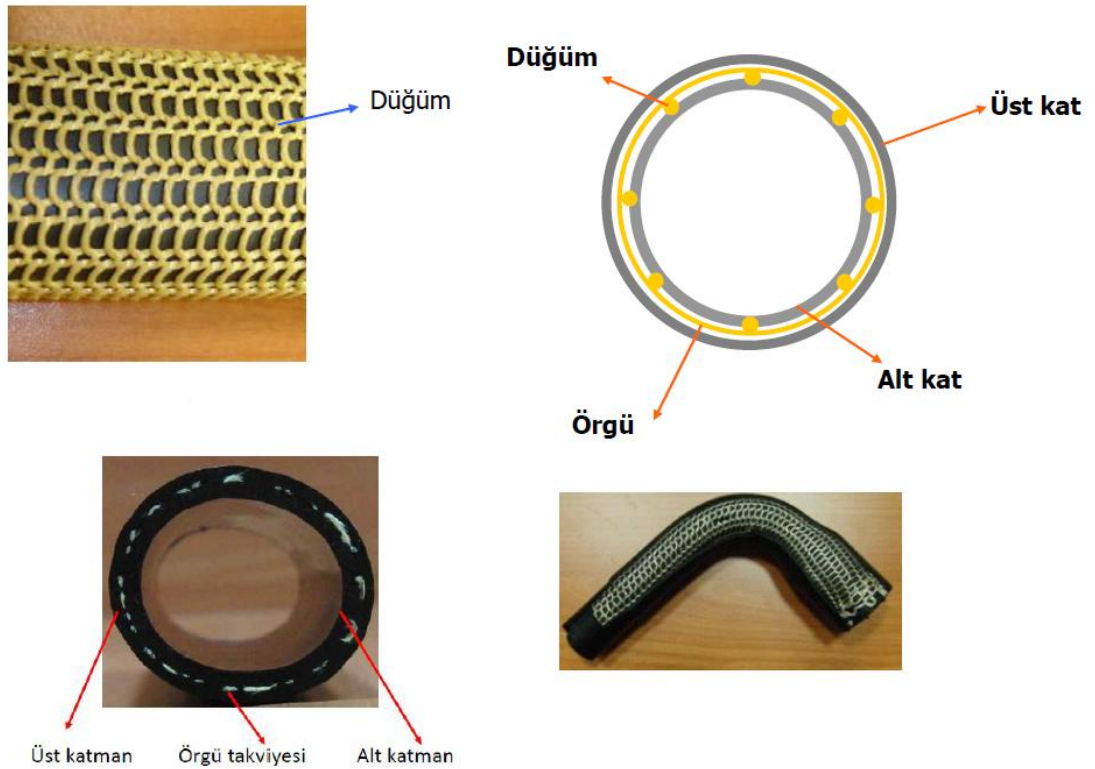 Düğüm
Düğüm
Üst kat
Alt kat
Örgü
Üst katman
Örgü takviyesi
Alt katman